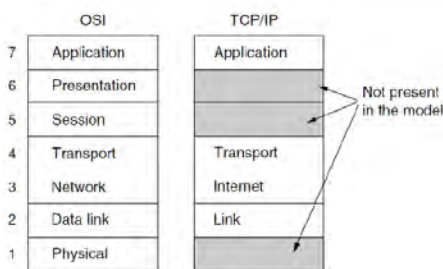 OSI TCP/IP
7 Application Application
6 Presentation
5 Session
Not present
in the model
4 Transport Transport
3 Network Internet
2 Data link Link
1 Physical